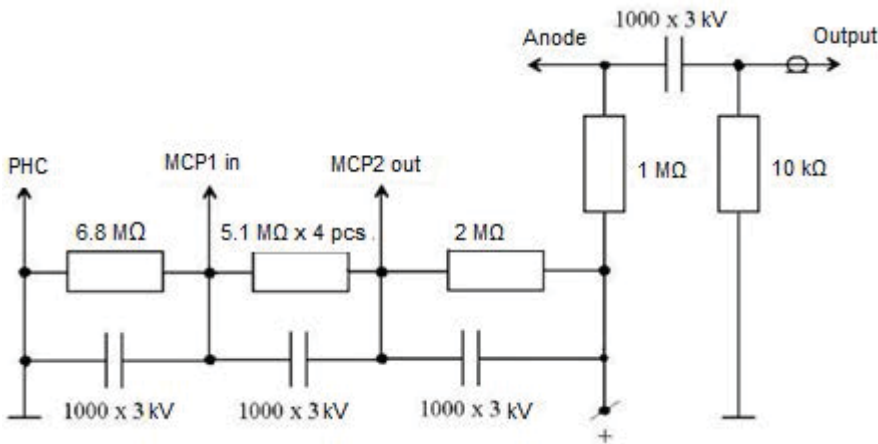 1000 x 3 kV
Anode
Output
PHC
MCP1 in
MCP2 out
1 MΩ
10 kΩ
6.8 MΩ
5.1 MΩ x 4 pcs .
2 MΩ
1000 x 3 kV
1000 x 3 kV
1000 x 3 kV
+